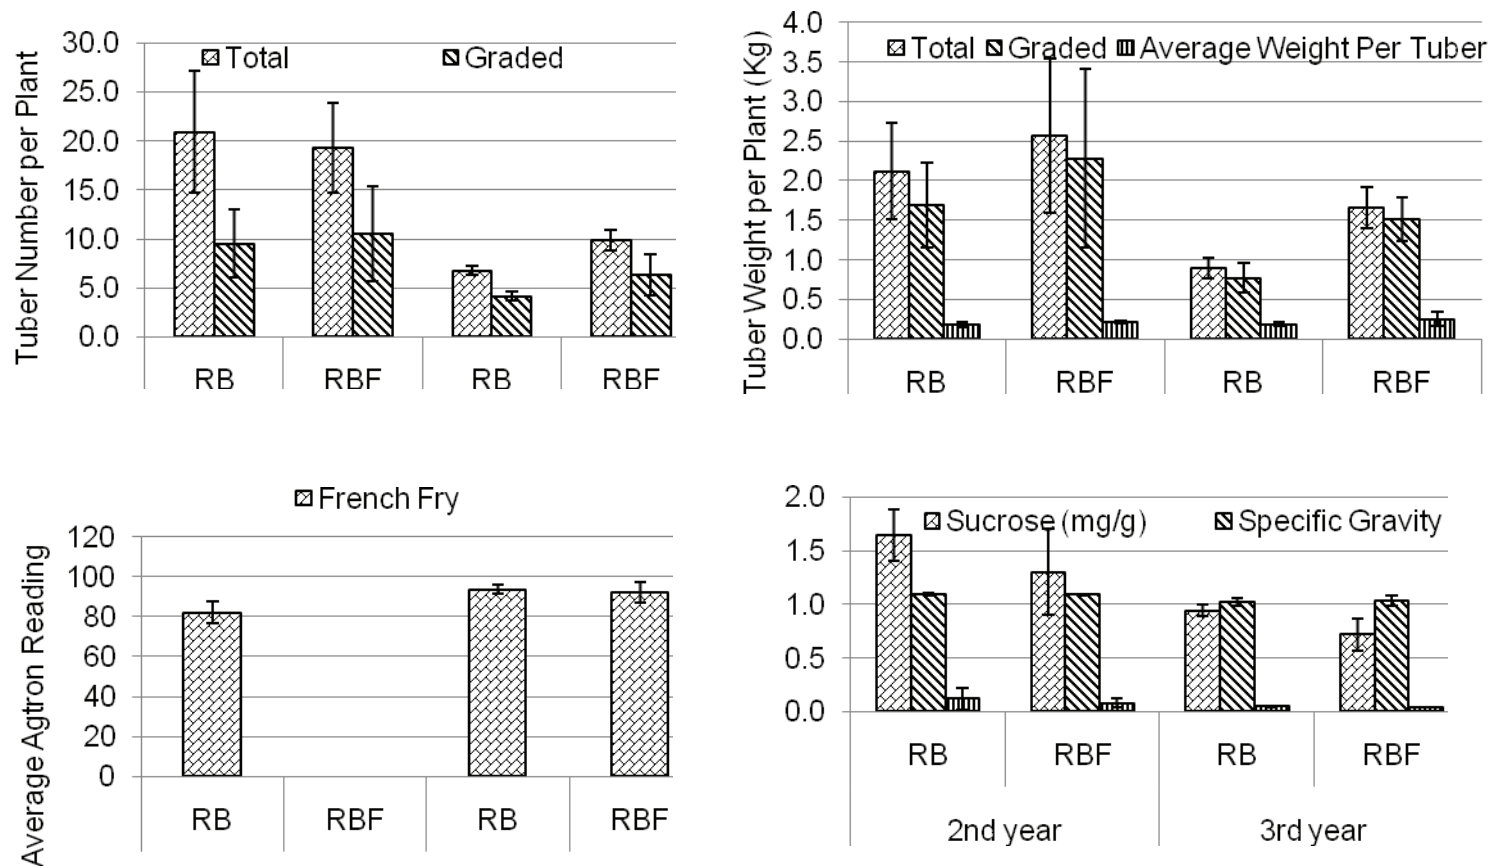 Tuber Number per Plant
30.0
25.0
20.0
15.0
10.0
5.0
0.0
Total Graded
RB RBF RB RBF
Tuber Weight per Plant (Kg)
4.0
3.5
3.0
2.5
2.0
1.5
1.0
0.5
0.0
Total Graded Average Weight Per Tuber
RB RBF RB RBF
French Fry
Average Agtron Reading
120
100
80
60
40
20
0
RB RBF RB RBF
2.0
1.5
1.0
0.5
0.0
Sucrose (mg/g) Specific Gravity
RB RBF RB RBF
2nd year 3rd year